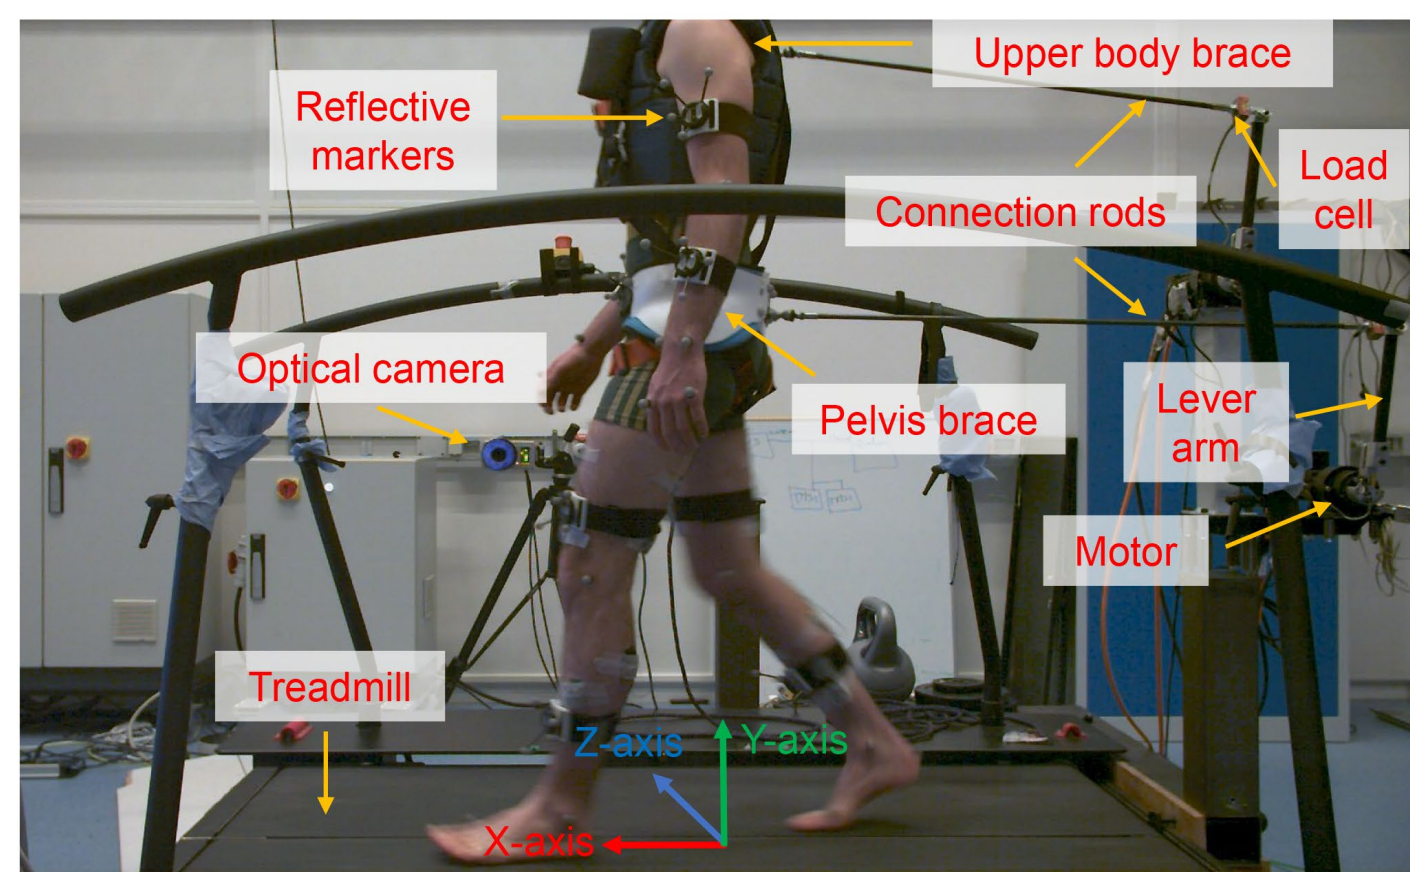 Upper body brace
Reflective
markers
Load
cell
Connection rods
Optical camera
Pelvis brace
Lever
arm
Motor
Treadmill
Z-axis
Y-axis
X-axis